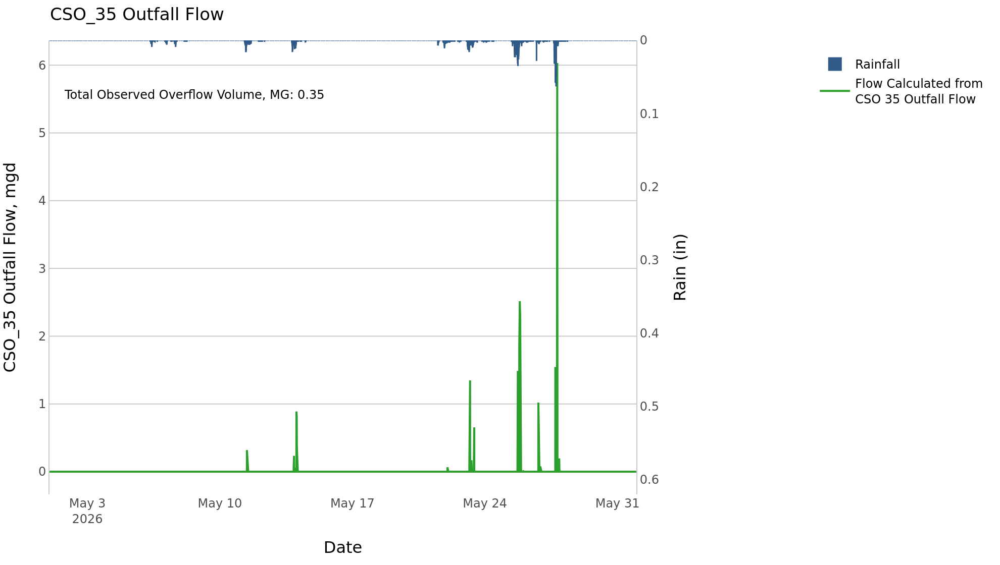 CSO_35 Outfall Flow
Total Observed Overflow Volume, MG: 0.35
CSO_35 Outfall Flow, mgd
6
5
4
3
2
1
0
0
0.1
0.2
0.3
0.4
0.5
0.6
Rain (in)
May 3
2026
May 10
May 17
May 24
May 31
Date
Rainfall
Flow Calculated from
CSO 35 Outfall Flow